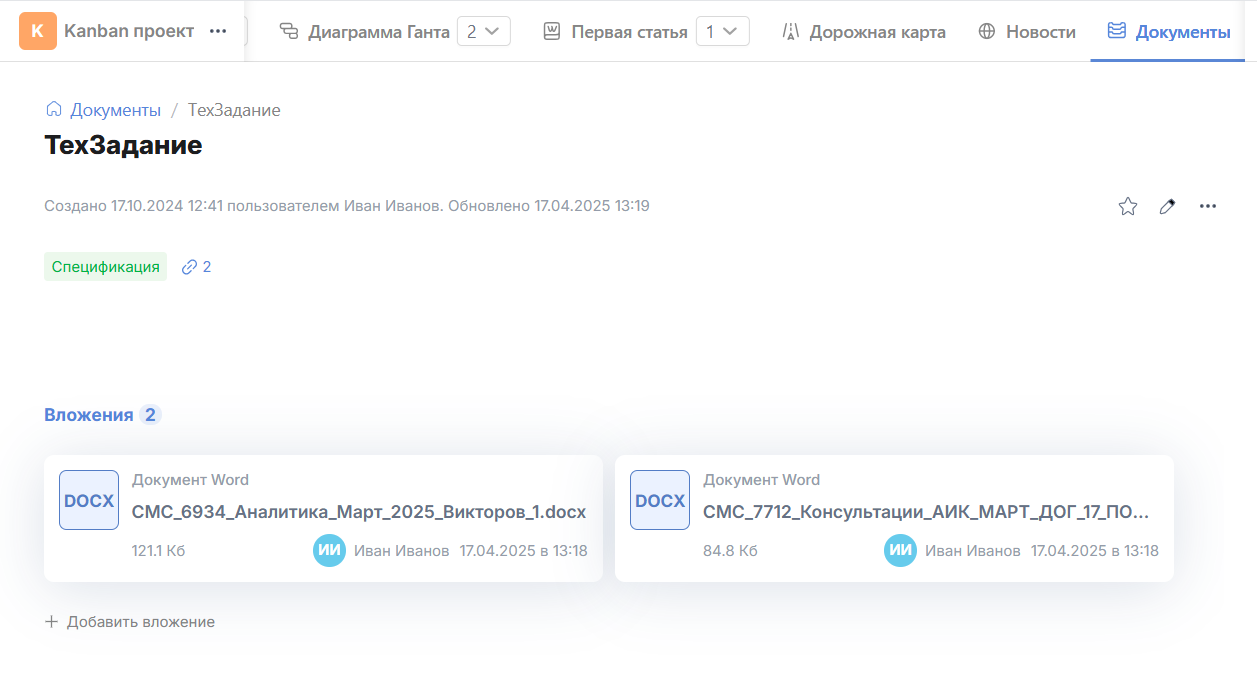 K Kanban проект ••• Диаграмма Ганта 2 Первая статья 1 Дорожная карта Новости Документы
Документы / ТехЗадание
ТехЗадание
Создано 17.10.2024 12:41 пользователем Иван Иванов. Обновлено 17.04.2025 13:19
Спецификация 2
Вложения 2
DOCX
Документ Word
СМС_6934_Аналитика_Март_2025_Викторов_1.docx
121.1 Кб ИИ Иван Иванов 17.04.2025 в 13:18
DOCX
Документ Word
СМС_7712_Консультации_АИК_МАРТ_ДОГ_17_ПО...
84.8 Кб ИИ Иван Иванов 17.04.2025 в 13:18
+ Добавить вложение